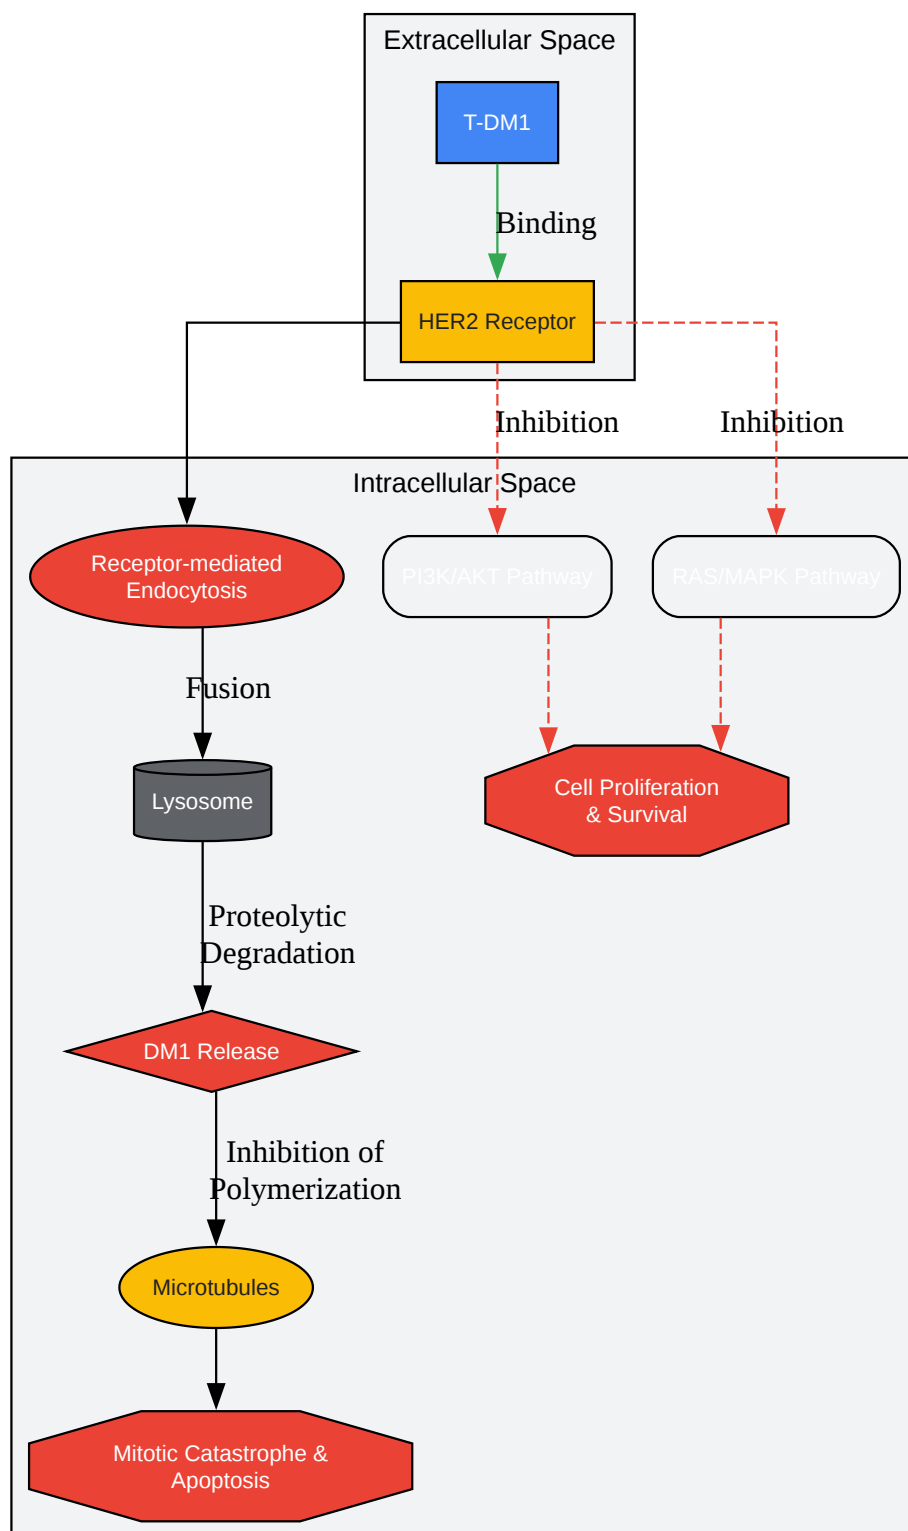 Extracellular Space
T-DM1
Binding
HER2 Receptor
Inhibition
Inhibition
Intracellular Space
Receptor-mediated
Endocytosis
PI3K/AKT Pathway
RAS/MAPK Pathway
Fusion
Lysosome
Cell Proliferation
& Survival
Proteolytic
Degradation
DM1 Release
Inhibition of
Polymerization
Microtubules
Mitotic Catastrophe &
Apoptosis